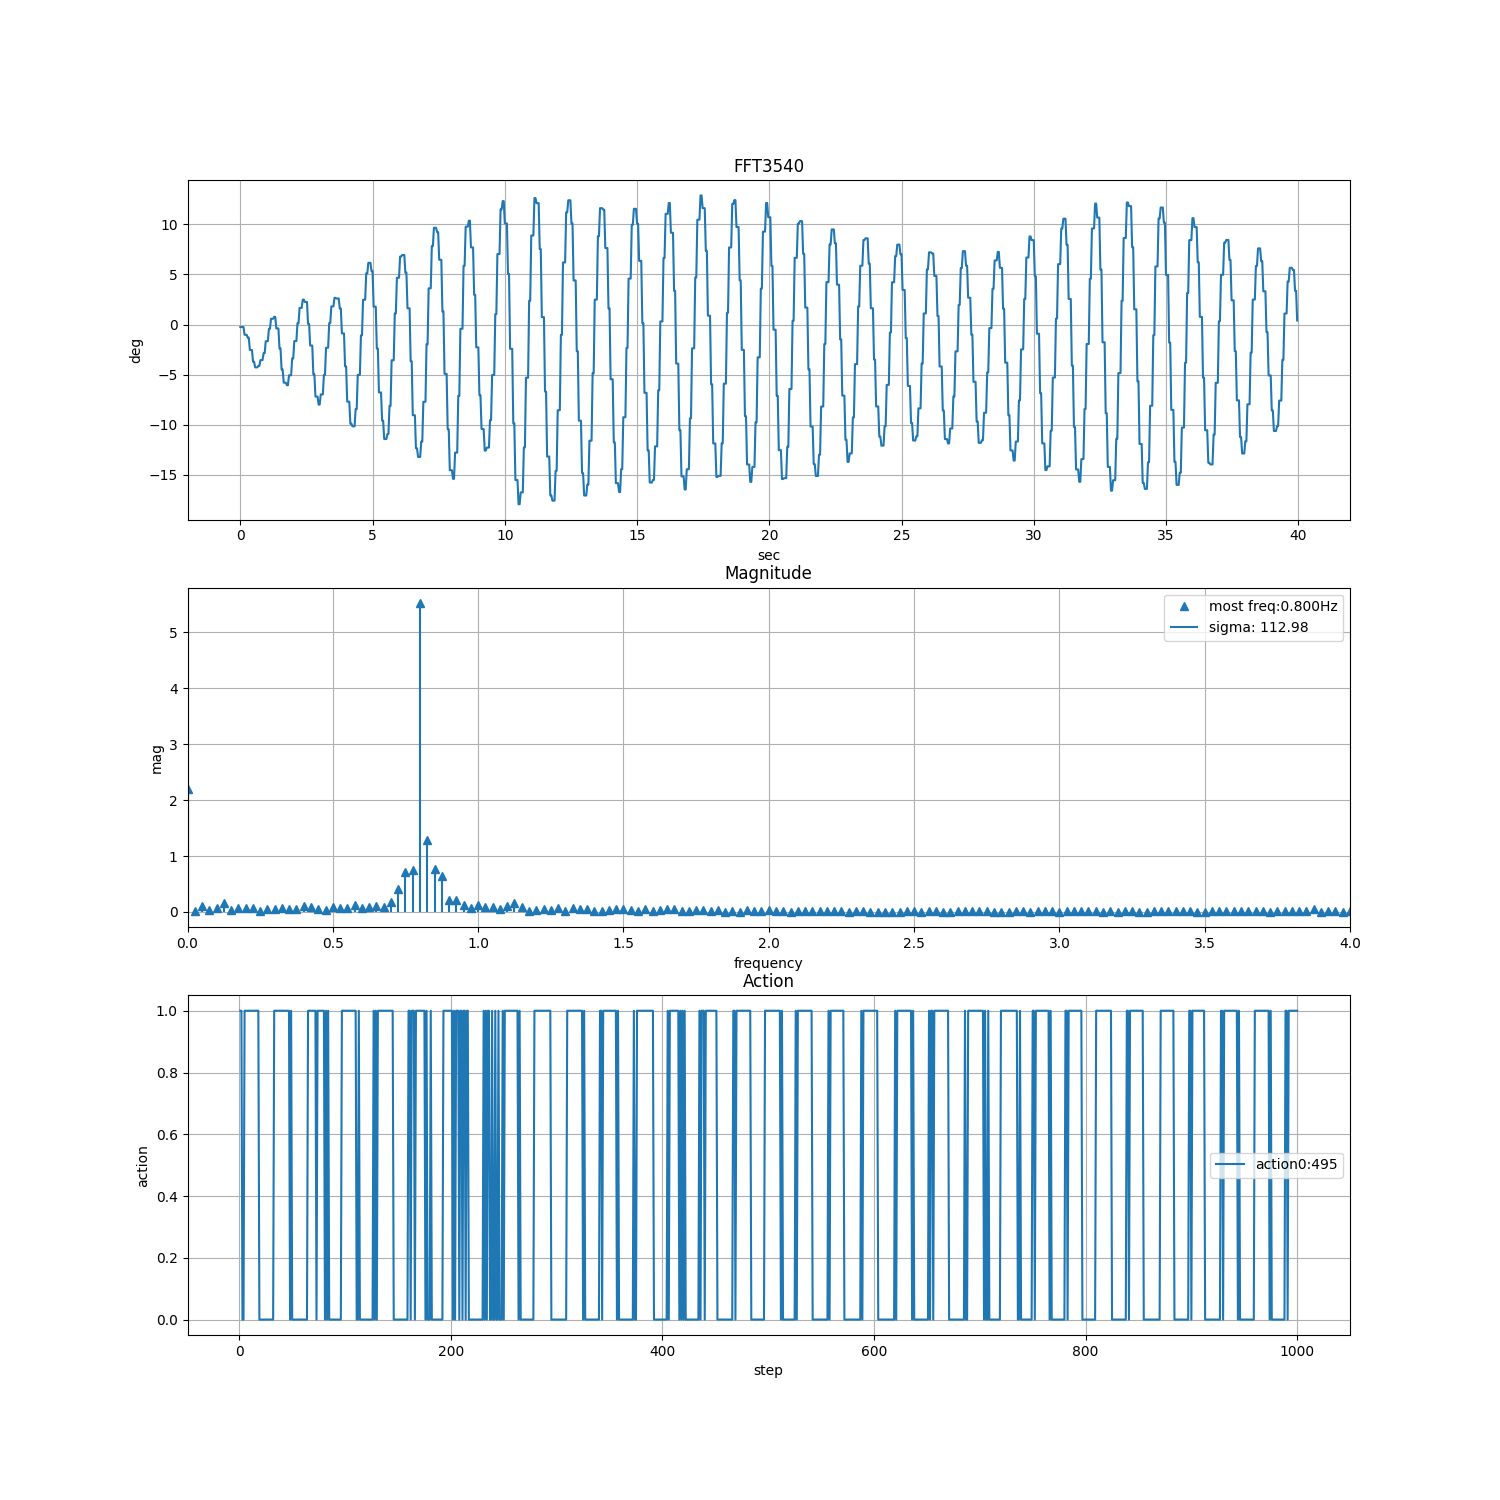 FFT3540
10
5
0
−5
−10
−15
deg
0 5 10 15 20 25 30 35 40
sec
Magnitude
most freq:0.800Hz
sigma: 112.98
5
4
3
2
1
0
mag
0.0 0.5 1.0 1.5 2.0 2.5 3.0 3.5 4.0
frequency
Action
1.0
0.8
0.6
0.4
0.2
0.0
action
action0:495
0 200 400 600 800 1000
step